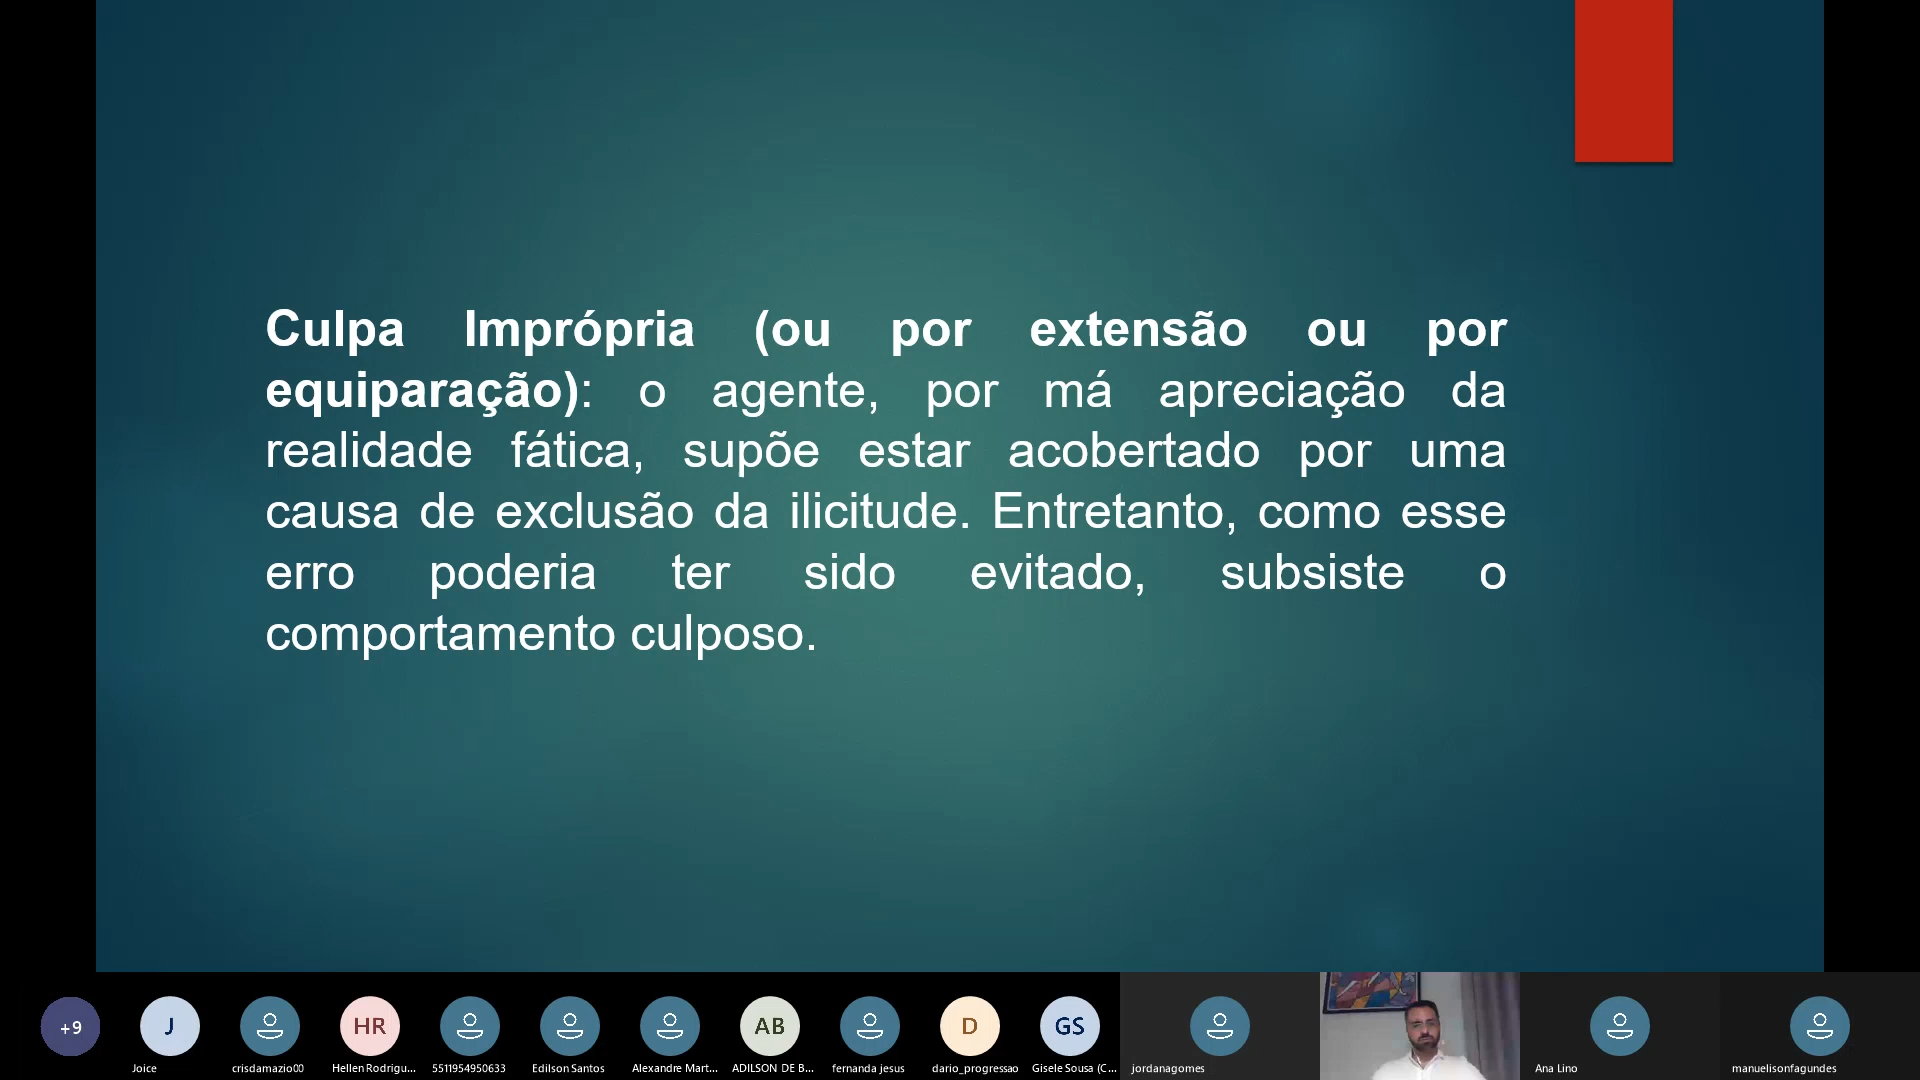 Culpa Imprópria (ou por extensão ou por
equiparação): o agente, por má apreciação da
realidade fática, supõe estar acobertado por uma
causa de exclusão da ilicitude. Entretanto, como esse
erro poderia ter sido evitado, subsiste o
comportamento culposo.
+9
J
HR
AB
D
GS
Joice
crisdamazio00
Hellen Rodrigu...
5511954950633
Edilson Santos
Alexandre Mart...
ADILSON DE B...
fernanda jesus
dario_progressao
Gisele Sousa (C...
jordanagomes
Ana Lino
manuelisonfagundes